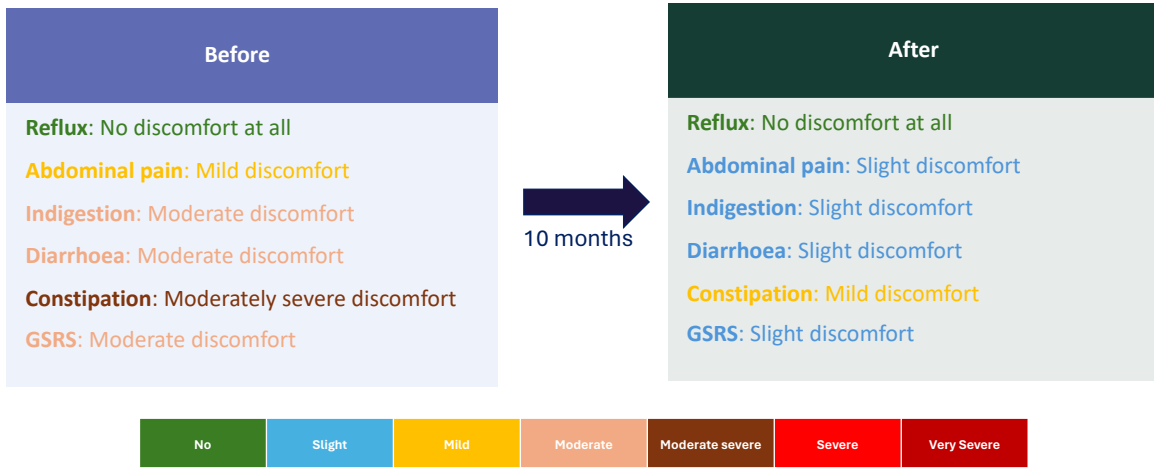 Before
Reflux: No discomfort at all
Abdominal pain: Mild discomfort
Indigestion: Moderate discomfort
Diarrhoea: Moderate discomfort
Constipation: Moderately severe discomfort
GSRS: Moderate discomfort
10 months
After
Reflux: No discomfort at all
Abdominal pain: Slight discomfort
Indigestion: Slight discomfort
Diarrhoea: Slight discomfort
Constipation: Mild discomfort
GSRS: Slight discomfort
No Slight Mild Moderate Moderate severe Severe Very Severe